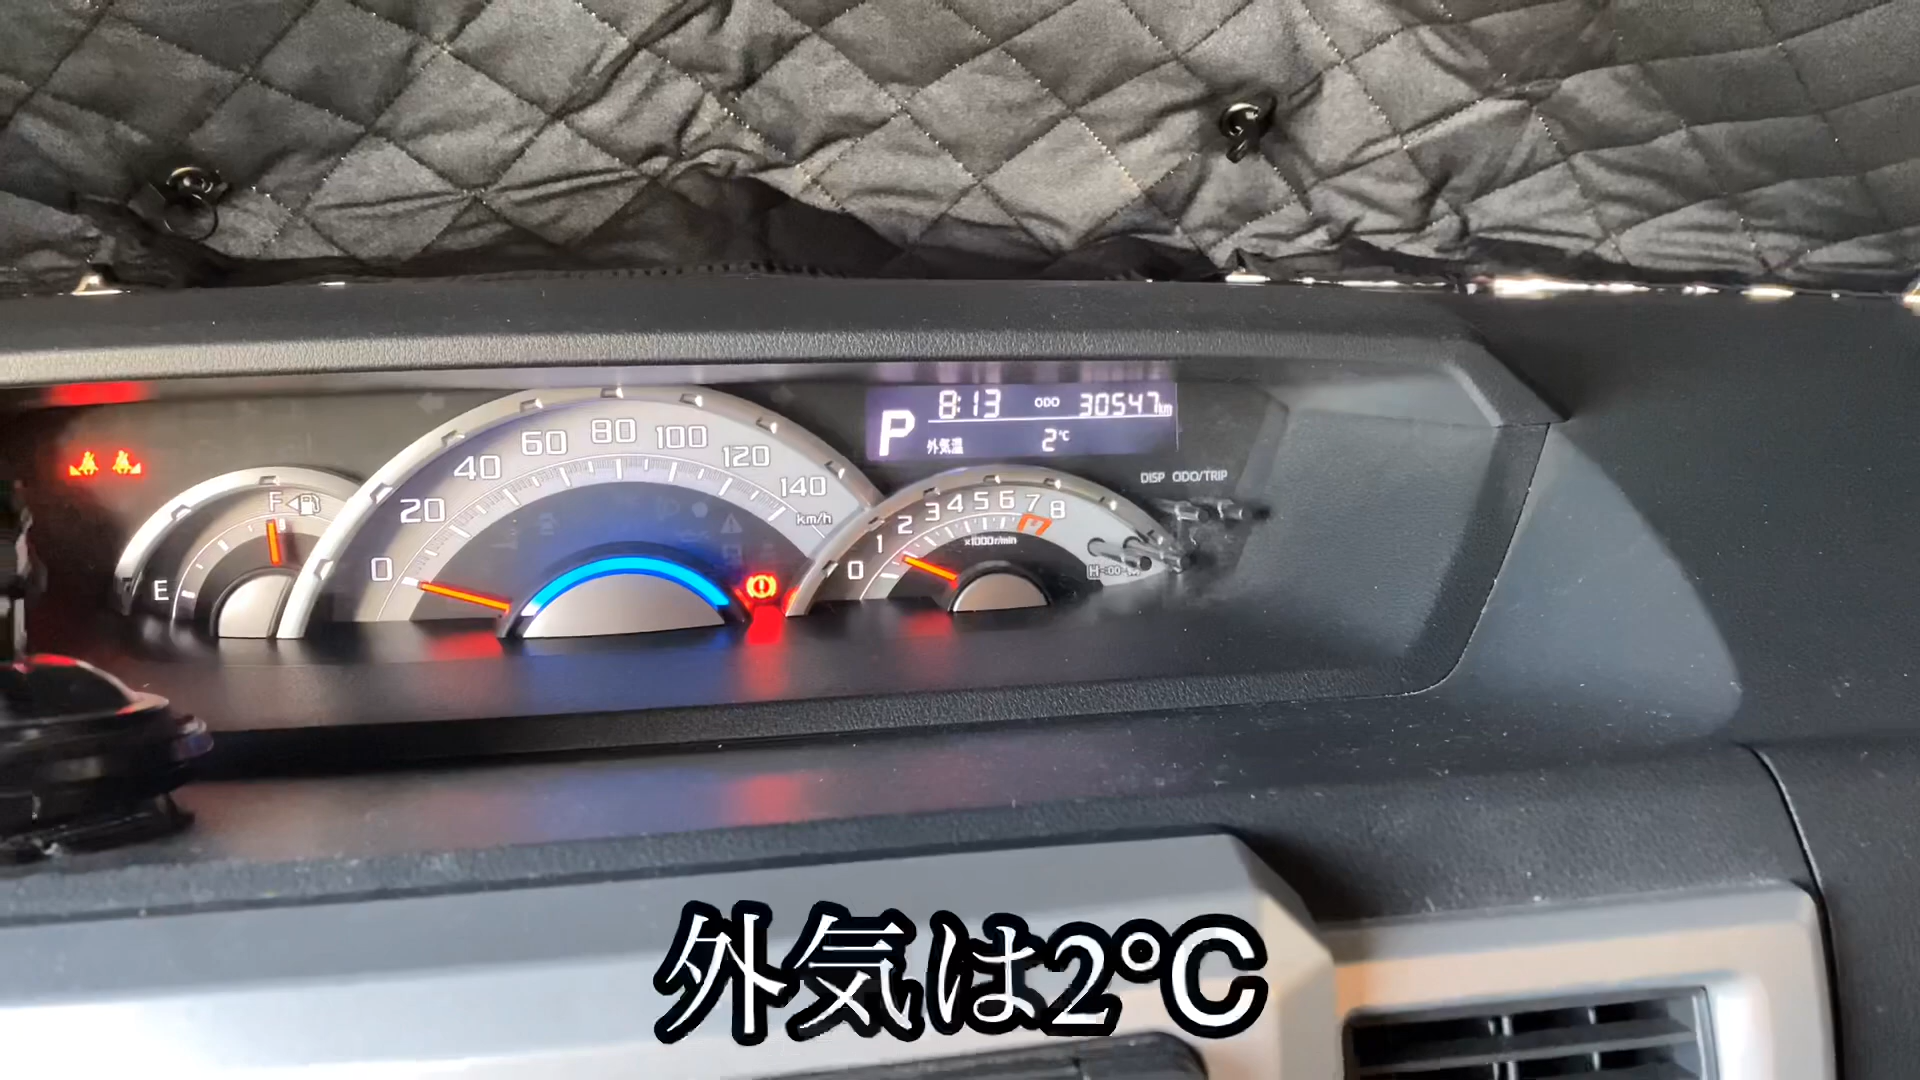 8:13 ODO 30547km
P
外気温 2℃
DISP ODO/TRIP
F
E
0 20 40 60 80 100 120 140
km/h
0 1 2 3 4 5 6 7 8
×1000r/min
外気は2℃